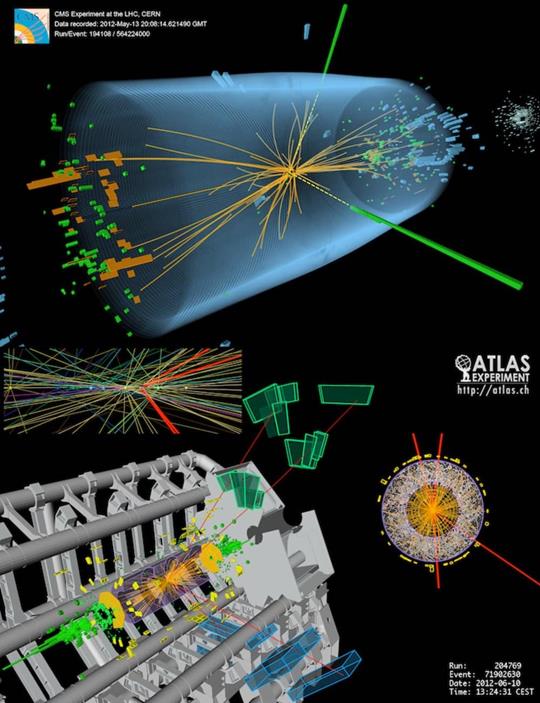 CMS
CMS Experiment at the LHC, CERN
Data recorded: 2012-May-13 20:08:14.621490 GMT
Run/Event: 194108 / 564224000
ATLAS
EXPERIMENT
http://atlas.ch
Run: 204769
Event: 71902630
Date: 2012-06-10
Time: 13:24:31 CEST